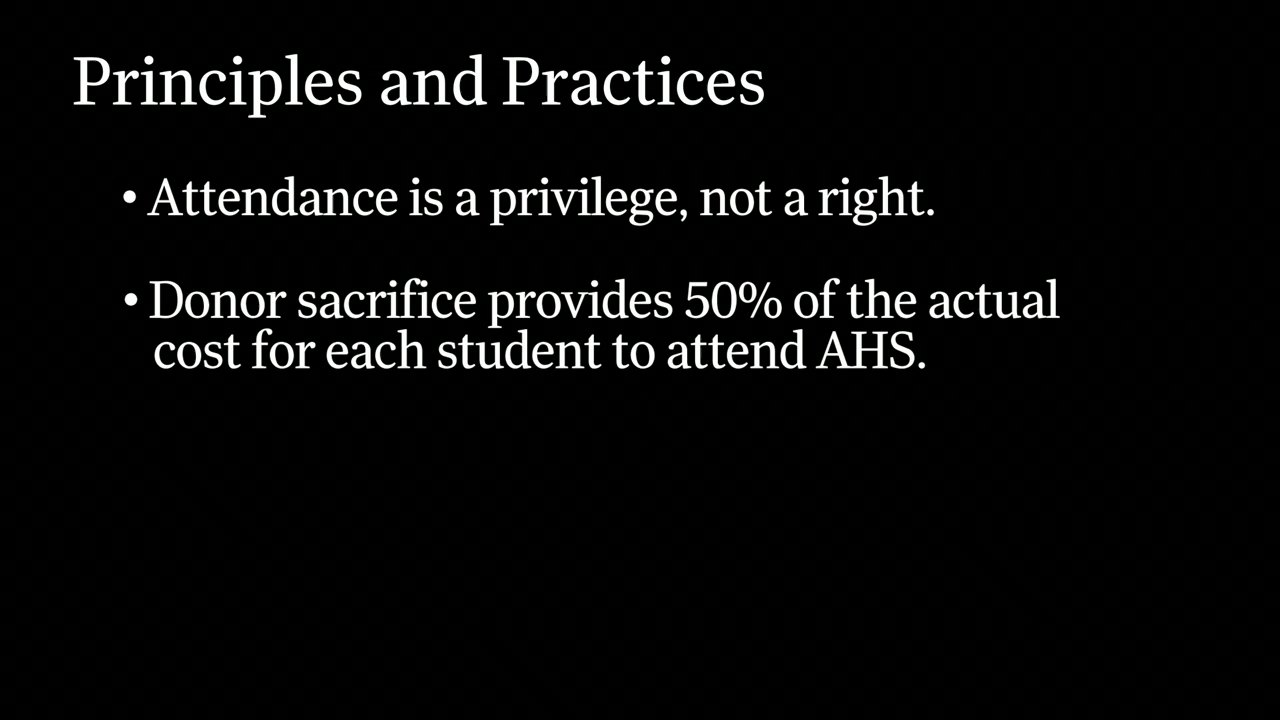 Principles and Practices
• Attendance is a privilege, not a right.
• Donor sacrifice provides 50% of the actual
cost for each student to attend AHS.